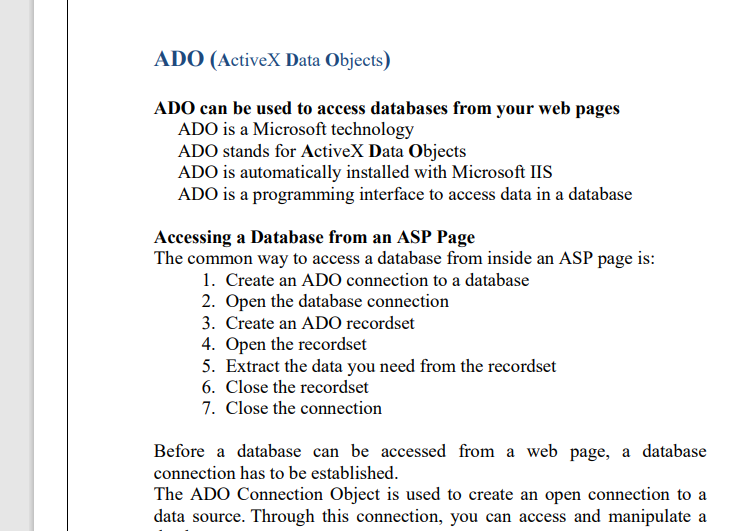 ADO (ActiveX Data Objects)
ADO can be used to access databases from your web pages
ADO is a Microsoft technology
ADO stands for ActiveX Data Objects
ADO is automatically installed with Microsoft IIS
ADO is a programming interface to access data in a database
Accessing a Database from an ASP Page
The common way to access a database from inside an ASP page is:
1. Create an ADO connection to a database
2. Open the database connection
3. Create an ADO recordset
4. Open the recordset
5. Extract the data you need from the recordset
6. Close the recordset
7. Close the connection
Before a database can be accessed from a web page, a database
connection has to be established.
The ADO Connection Object is used to create an open connection to a
data source. Through this connection, you can access and manipulate a